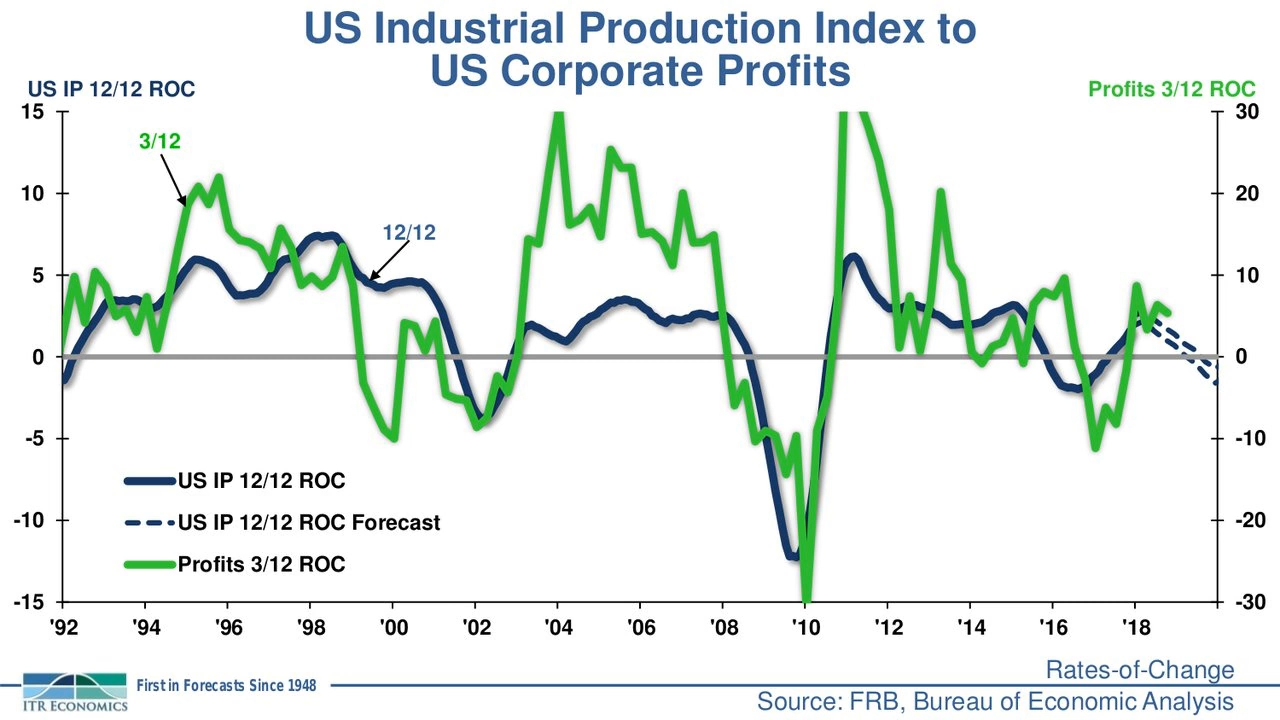 US Industrial Production Index to
US Corporate Profits
US IP 12/12 ROC
Profits 3/12 ROC
15
30
3/12
10
20
12/12
5
10
0
0
-5
-10
US IP 12/12 ROC
-10
US IP 12/12 ROC Forecast
-20
Profits 3/12 ROC
-15
-30
'92 '94 '96 '98 '00 '02 '04 '06 '08 '10 '12 '14 '16 '18
Rates-of-Change
ITR ECONOMICS
First in Forecasts Since 1948
Source: FRB, Bureau of Economic Analysis